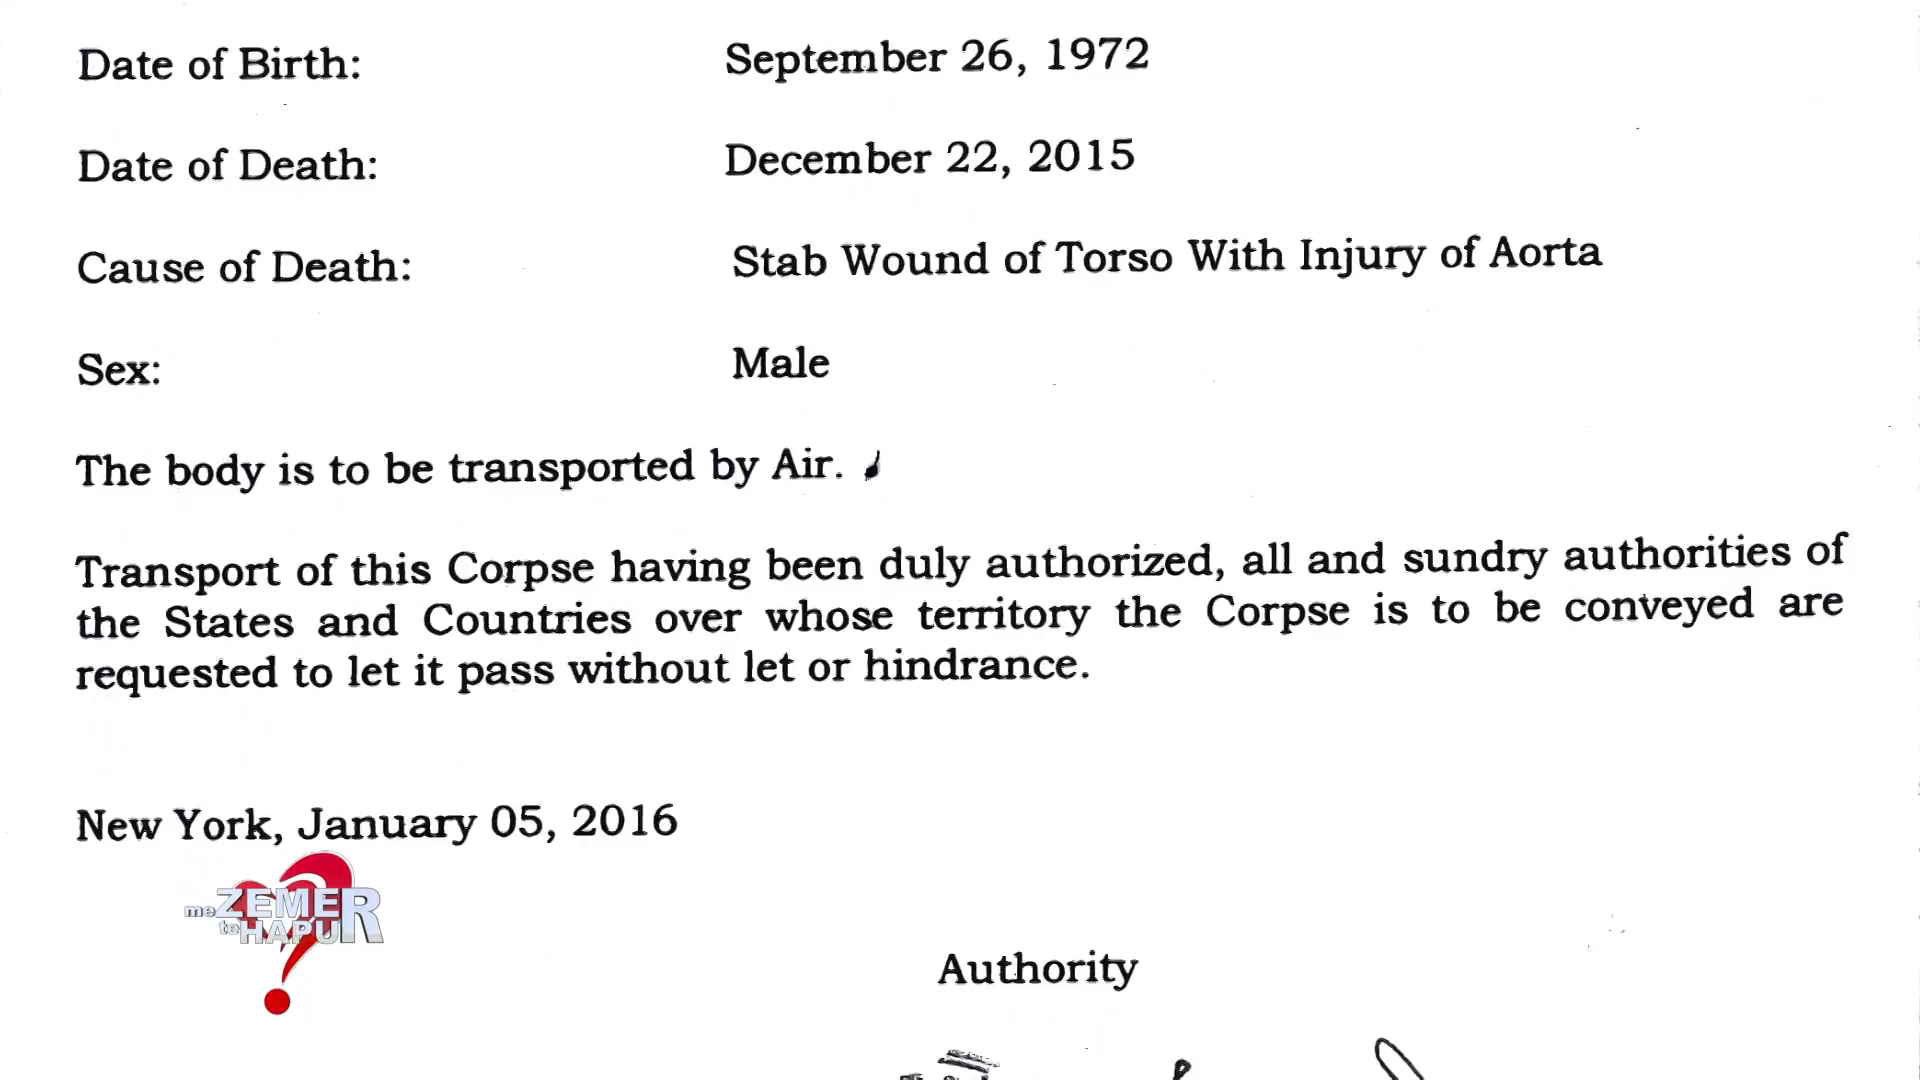 Date of Birth: September 26, 1972
Date of Death: December 22, 2015
Cause of Death: Stab Wound of Torso With Injury of Aorta
Sex: Male
The body is to be transported by Air.
Transport of this Corpse having been duly authorized, all and sundry authorities of
the States and Countries over whose territory the Corpse is to be conveyed are
requested to let it pass without let or hindrance.
New York, January 05, 2016
me ZEMER
te HAPUR
Authority